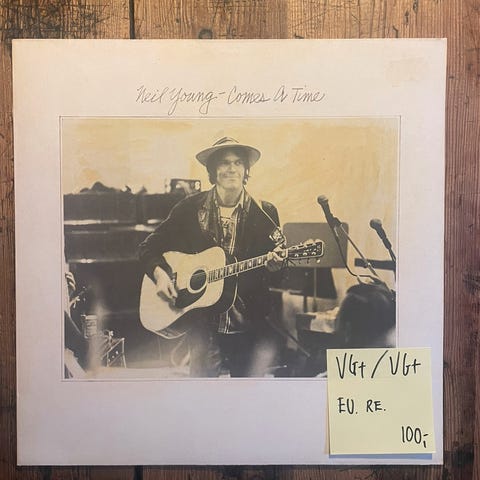 Neil Young - Comes A Time
VG+/VG+
EU. RE.
100,-